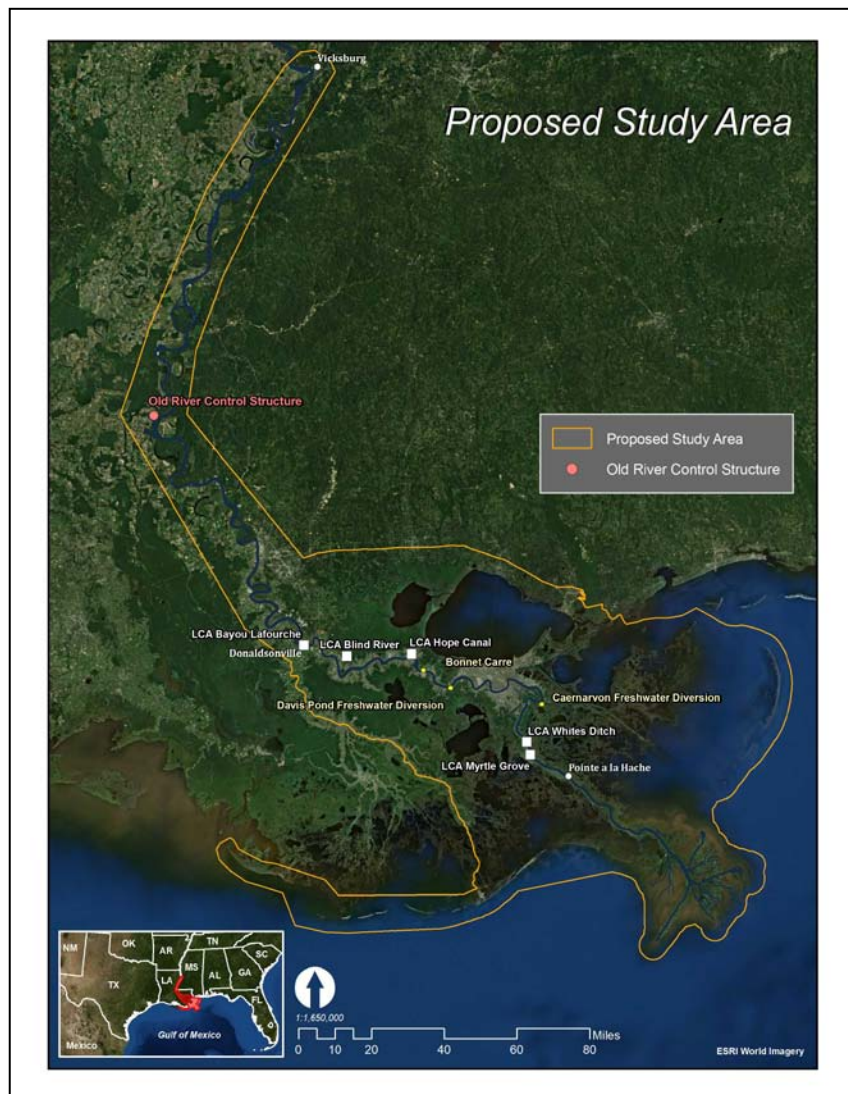 Vicksburg
Proposed Study Area
Old River Control Structure
Proposed Study Area
Old River Control Structure
LCA Bayou Lafourche
Donaldsonville
LCA Blind River
LCA Hope Canal
Bonnet Carre
Davis Pond Freshwater Diversion
Caernarvon Freshwater Diversion
LCA Whites Ditch
LCA Myrtle Grove
Pointe a la Hache
NM
OK
AR
TN
SC
MS
AL
GA
TX
LA
FL
Gulf of Mexico
Mexico
1:1,650,000
Miles
0 10 20 40 60 80
ESRI World Imagery